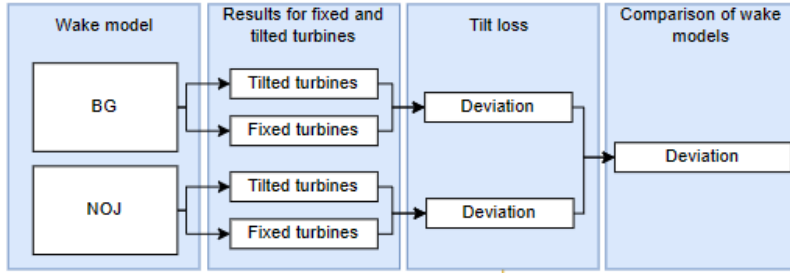 Wake model
Results for fixed and
tilted turbines
Tilt loss
Comparison of wake
models
BG
Tilted turbines
Fixed turbines
Deviation
Deviation
NOJ
Tilted turbines
Fixed turbines
Deviation